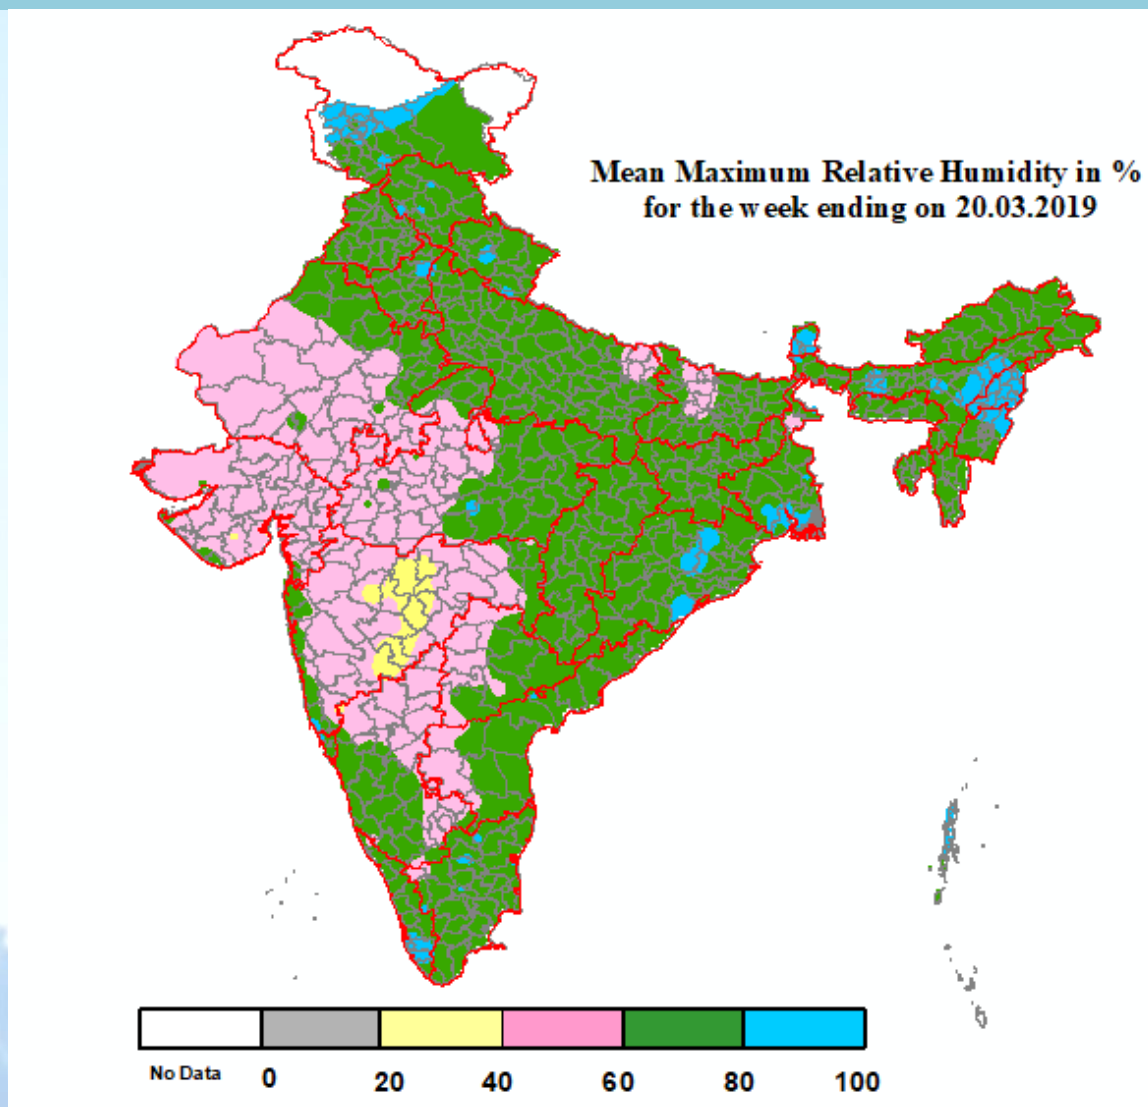 Mean Maximum Relative Humidity in %
for the week ending on 20.03.2019
No Data 0 20 40 60 80 100